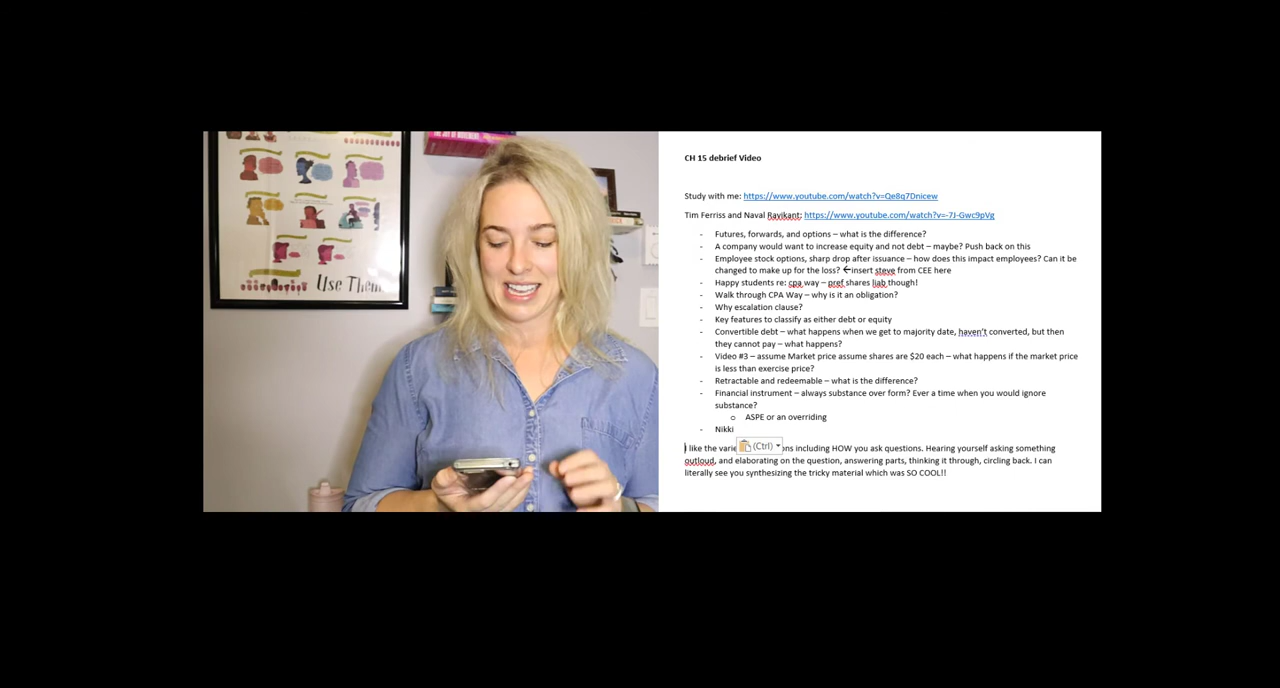 Use Them
CH 15 debrief Video
Study with me: https://www.youtube.com/watch?v=Qe8q7Dnicew
Tim Ferriss and Naval Ravikant: https://www.youtube.com/watch?v=-7J-Gwc9pVg
- Futures, forwards, and options – what is the difference?
- A company would want to increase equity and not debt – maybe? Push back on this
- Employee stock options, sharp drop after issuance – how does this impact employees? Can it be
changed to make up for the loss? ←insert steve from CEE here
- Happy students re: cpa way – pref shares liab though!
- Walk through CPA Way – why is it an obligation?
- Why escalation clause?
- Key features to classify as either debt or equity
- Convertible debt – what happens when we get to majority date, haven't converted, but then
they cannot pay – what happens?
- Video #3 – assume Market price assume shares are $20 each – what happens if the market price
is less than exercise price?
- Retractable and redeemable – what is the difference?
- Financial instrument – always substance over form? Ever a time when you would ignore
substance?
o ASPE or an overriding
- Nikki
(Ctrl)
I like the ons including HOW you ask questions. Hearing yourself asking something
outloud, and elaborating on the question, answering parts, thinking it through, circling back. I can
literally see you synthesizing the tricky material which was SO COOL!!